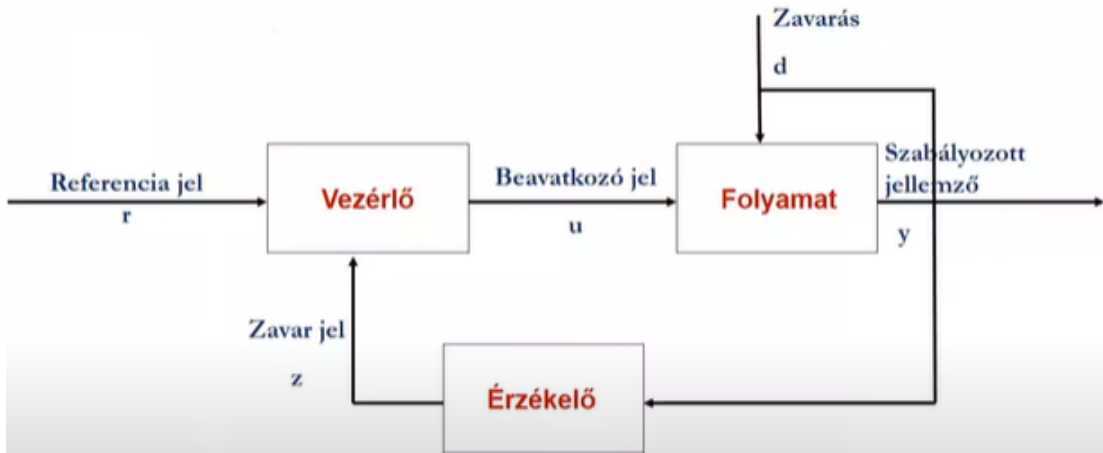 Zavarás
d
Referencia jel
r
Vezérlő
Beavatkozó jel
u
Folyamat
Szabályozott
jellemző
y
Zavar jel
z
Érzékelő